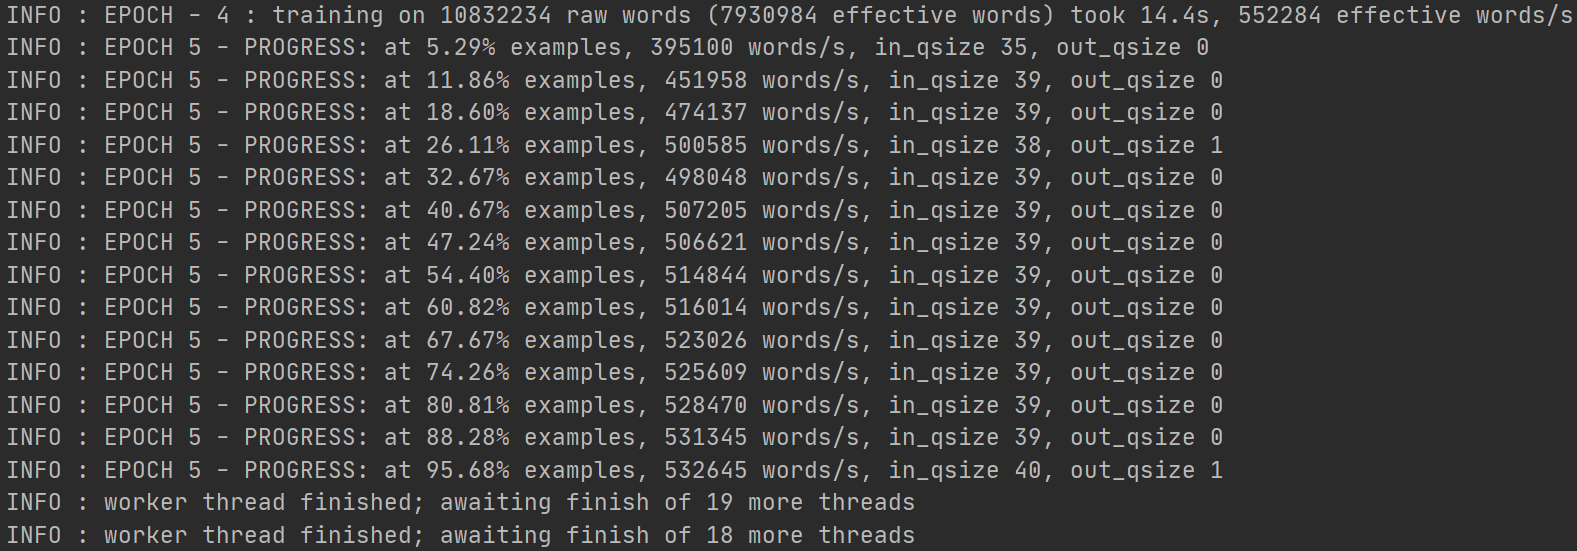 INFO : EPOCH - 4 : training on 10832234 raw words (7930984 effective words) took 14.4s, 552284 effective words/s
INFO : EPOCH 5 - PROGRESS: at 5.29% examples, 395100 words/s, in_qsize 35, out_qsize 0
INFO : EPOCH 5 - PROGRESS: at 11.86% examples, 451958 words/s, in_qsize 39, out_qsize 0
INFO : EPOCH 5 - PROGRESS: at 18.60% examples, 474137 words/s, in_qsize 39, out_qsize 0
INFO : EPOCH 5 - PROGRESS: at 26.11% examples, 500585 words/s, in_qsize 38, out_qsize 1
INFO : EPOCH 5 - PROGRESS: at 32.67% examples, 498048 words/s, in_qsize 39, out_qsize 0
INFO : EPOCH 5 - PROGRESS: at 40.67% examples, 507205 words/s, in_qsize 39, out_qsize 0
INFO : EPOCH 5 - PROGRESS: at 47.24% examples, 506621 words/s, in_qsize 39, out_qsize 0
INFO : EPOCH 5 - PROGRESS: at 54.40% examples, 514844 words/s, in_qsize 39, out_qsize 0
INFO : EPOCH 5 - PROGRESS: at 60.82% examples, 516014 words/s, in_qsize 39, out_qsize 0
INFO : EPOCH 5 - PROGRESS: at 67.67% examples, 523026 words/s, in_qsize 39, out_qsize 0
INFO : EPOCH 5 - PROGRESS: at 74.26% examples, 525609 words/s, in_qsize 39, out_qsize 0
INFO : EPOCH 5 - PROGRESS: at 80.81% examples, 528470 words/s, in_qsize 39, out_qsize 0
INFO : EPOCH 5 - PROGRESS: at 88.28% examples, 531345 words/s, in_qsize 39, out_qsize 0
INFO : EPOCH 5 - PROGRESS: at 95.68% examples, 532645 words/s, in_qsize 40, out_qsize 1
INFO : worker thread finished; awaiting finish of 19 more threads
INFO : worker thread finished; awaiting finish of 18 more threads